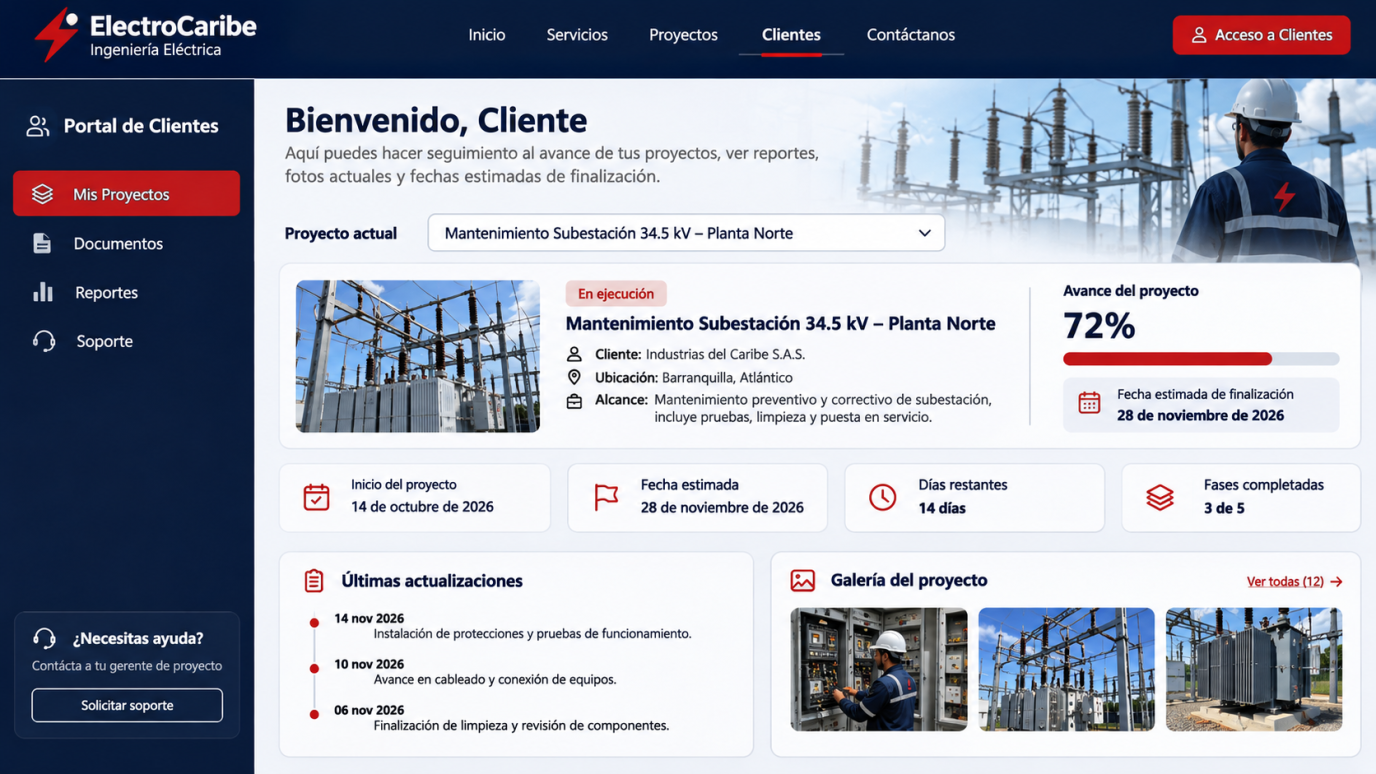 ElectroCaribe
Ingeniería Eléctrica
Inicio
Servicios
Proyectos
Clientes
Contáctanos
Acceso a Clientes
Portal de Clientes
Mis Proyectos
Documentos
Reportes
Soporte
¿Necesitas ayuda?
Contácta a tu gerente de proyecto
Solicitar soporte
Bienvenido, Cliente
Aquí puedes hacer seguimiento al avance de tus proyectos, ver reportes,
fotos actuales y fechas estimadas de finalización.
Proyecto actual
Mantenimiento Subestación 34.5 kV – Planta Norte
En ejecución
Mantenimiento Subestación 34.5 kV – Planta Norte
Cliente: Industrias del Caribe S.A.S.
Ubicación: Barranquilla, Atlántico
Alcance: Mantenimiento preventivo y correctivo de subestación,
incluye pruebas, limpieza y puesta en servicio.
Avance del proyecto
72%
Fecha estimada de finalización
28 de noviembre de 2026
Inicio del proyecto
14 de octubre de 2026
Fecha estimada
28 de noviembre de 2026
Días restantes
14 días
Fases completadas
3 de 5
Últimas actualizaciones
14 nov 2026
Instalación de protecciones y pruebas de funcionamiento.
10 nov 2026
Avance en cableado y conexión de equipos.
06 nov 2026
Finalización de limpieza y revisión de componentes.
Galería del proyecto
Ver todas (12) →